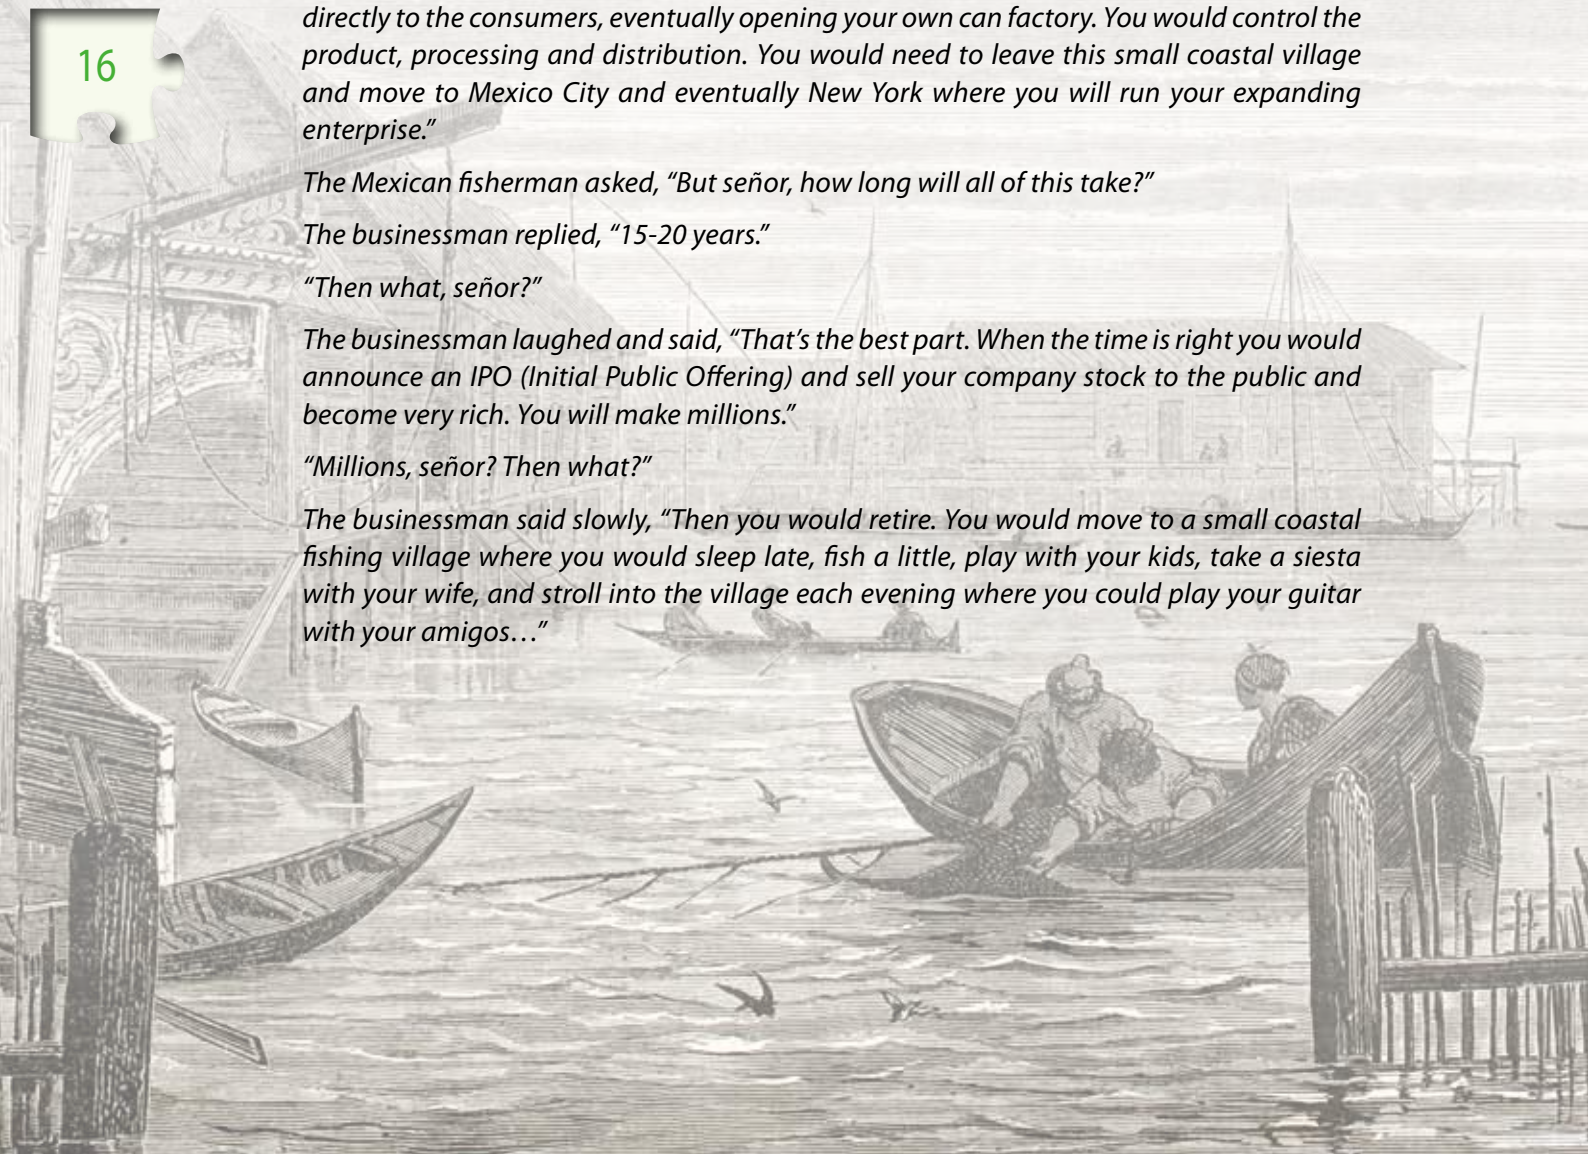 16
directly to the consumers, eventually opening your own can factory. You would control the
product, processing and distribution. You would need to leave this small coastal village
and move to Mexico City and eventually New York where you will run your expanding
enterprise.”
The Mexican fisherman asked, “But señor, how long will all of this take?”
The businessman replied, “15-20 years.”
“Then what, señor?”
The businessman laughed and said, “That’s the best part. When the time is right you would
announce an IPO (Initial Public Offering) and sell your company stock to the public and
become very rich. You will make millions.”
“Millions, señor? Then what?”
The businessman said slowly, “Then you would retire. You would move to a small coastal
fishing village where you would sleep late, fish a little, play with your kids, take a siesta
with your wife, and stroll into the village each evening where you could play your guitar
with your amigos…”